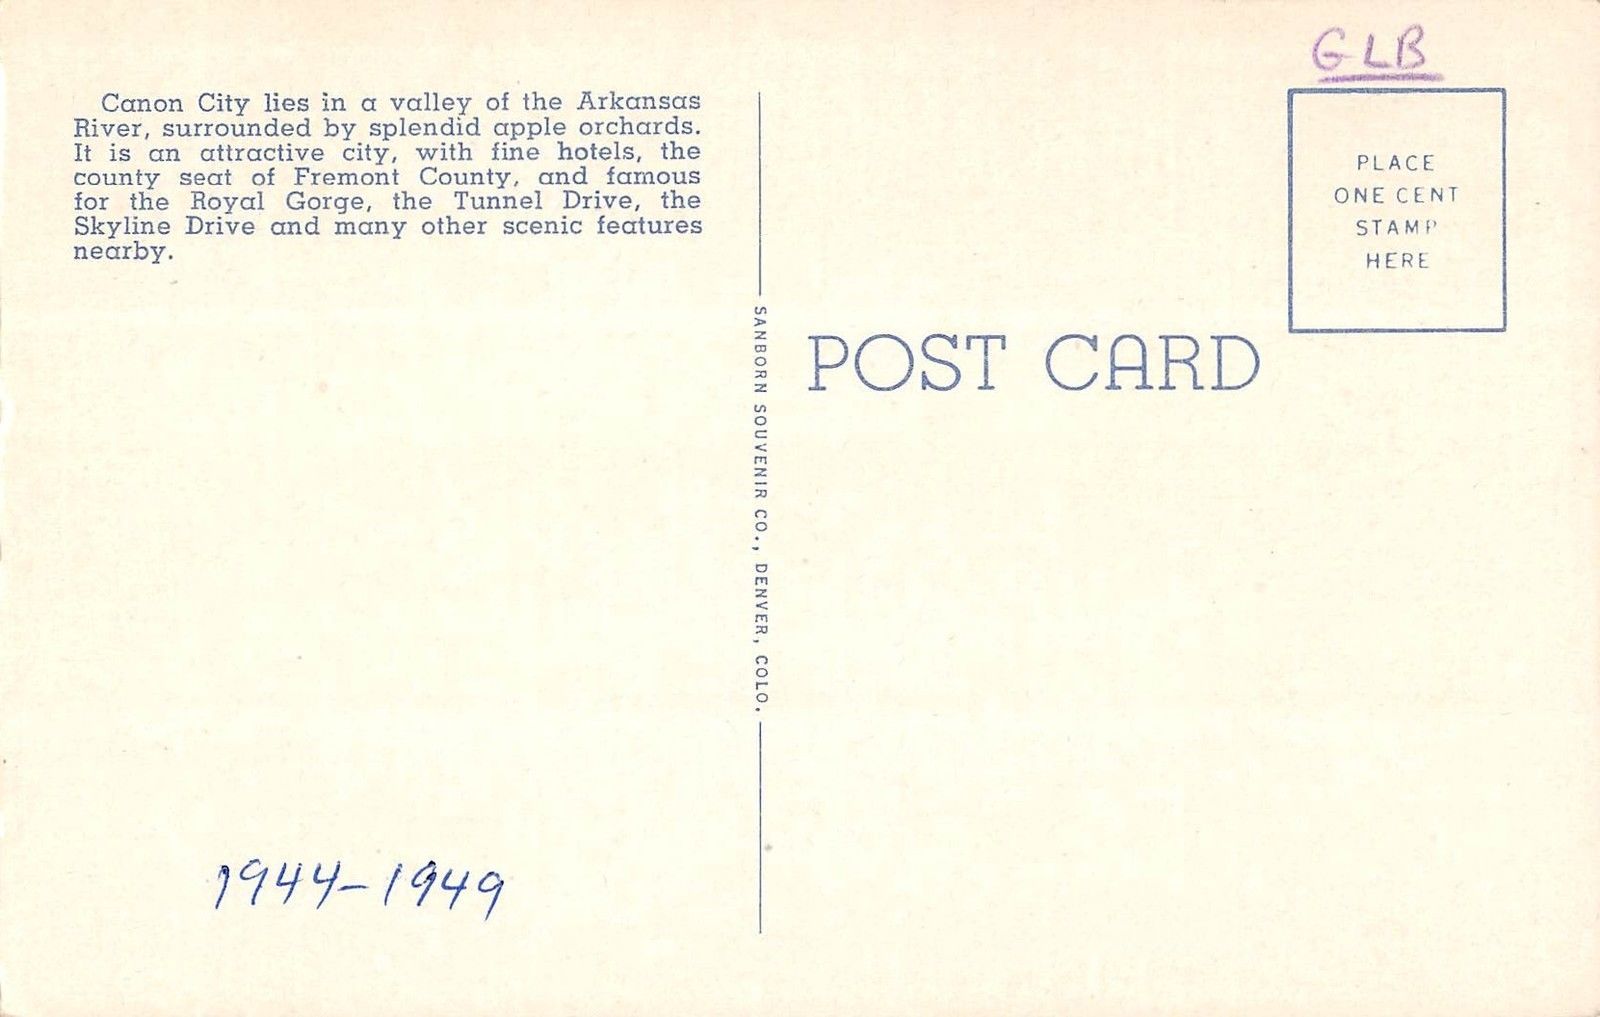 GLB
Canon City lies in a valley of the Arkansas
River, surrounded by splendid apple orchards.
It is an attractive city, with fine hotels, the
county seat of Fremont County, and famous
for the Royal Gorge, the Tunnel Drive, the
Skyline Drive and many other scenic features
nearby.
PLACE
ONE CENT
STAMP
HERE
SANBORN SOUVENIR CO., DENVER, COLO.
POST CARD
1944-1949